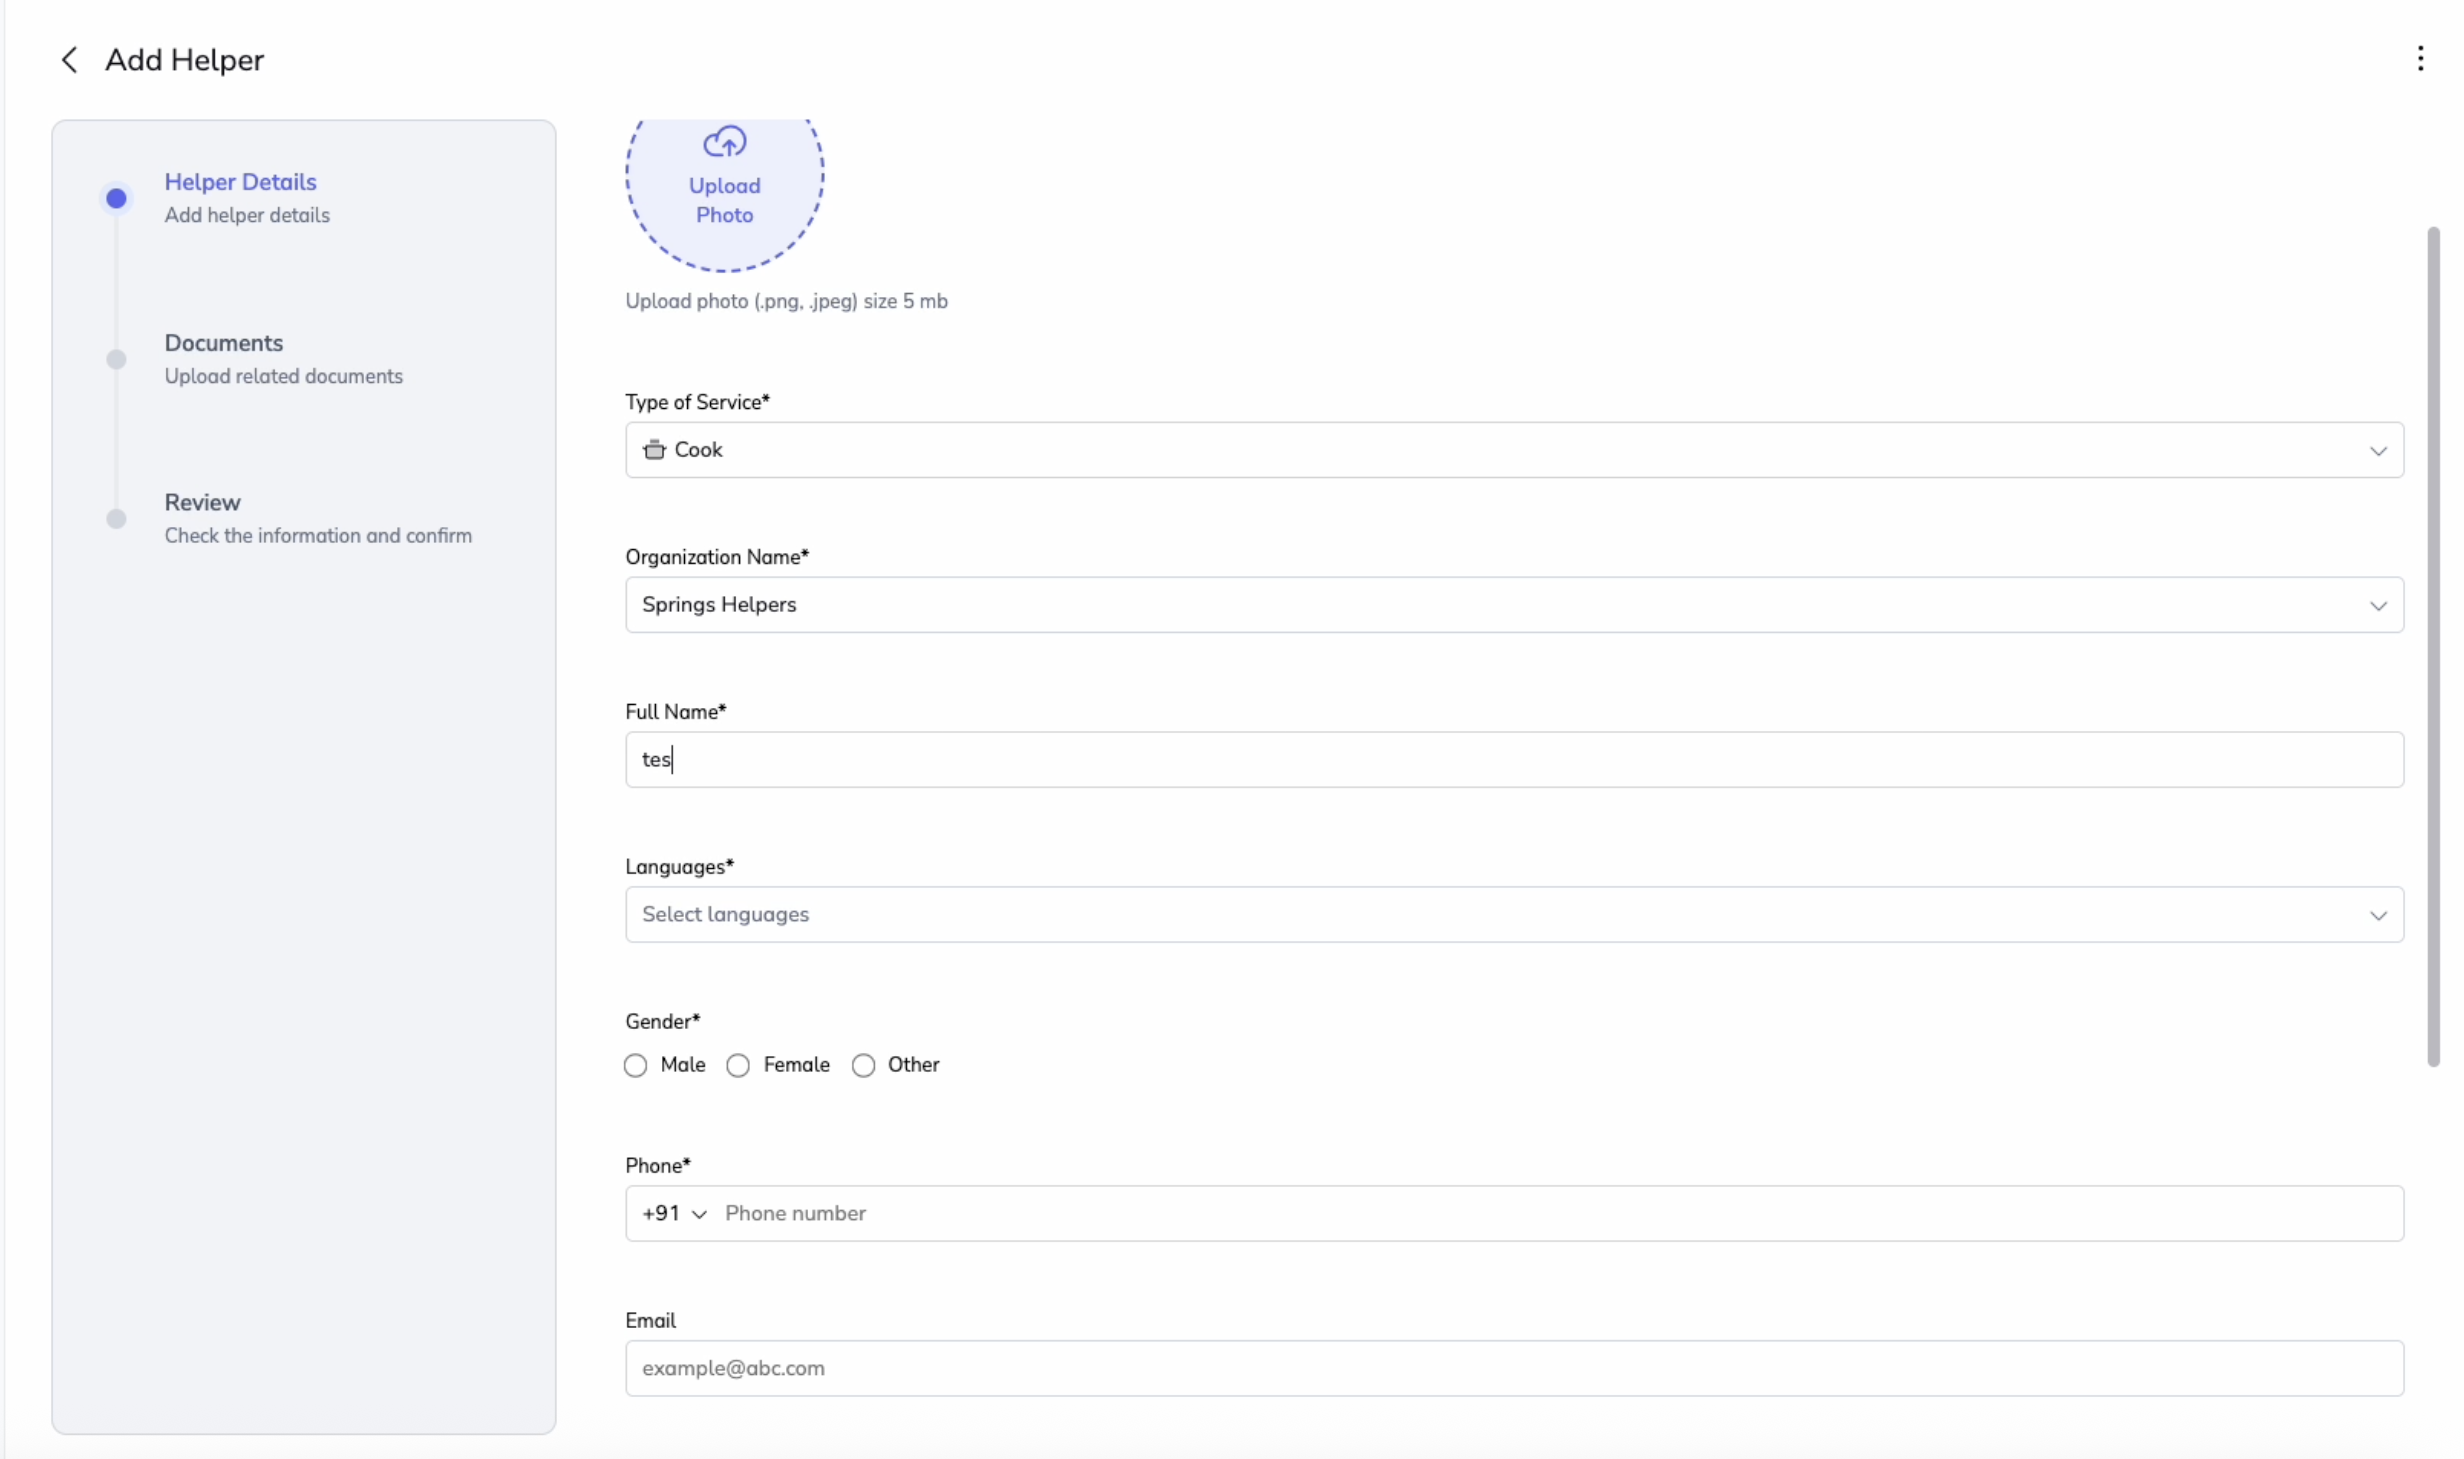 Add Helper
Helper Details
Add helper details
Documents
Upload related documents
Review
Check the information and confirm
Upload
Photo
Upload photo (.png, .jpeg) size 5 mb
Type of Service*
Cook
Organization Name*
Springs Helpers
Full Name*
tes
Languages*
Select languages
Gender*
Male Female Other
Phone*
+91 Phone number
Email
example@abc.com